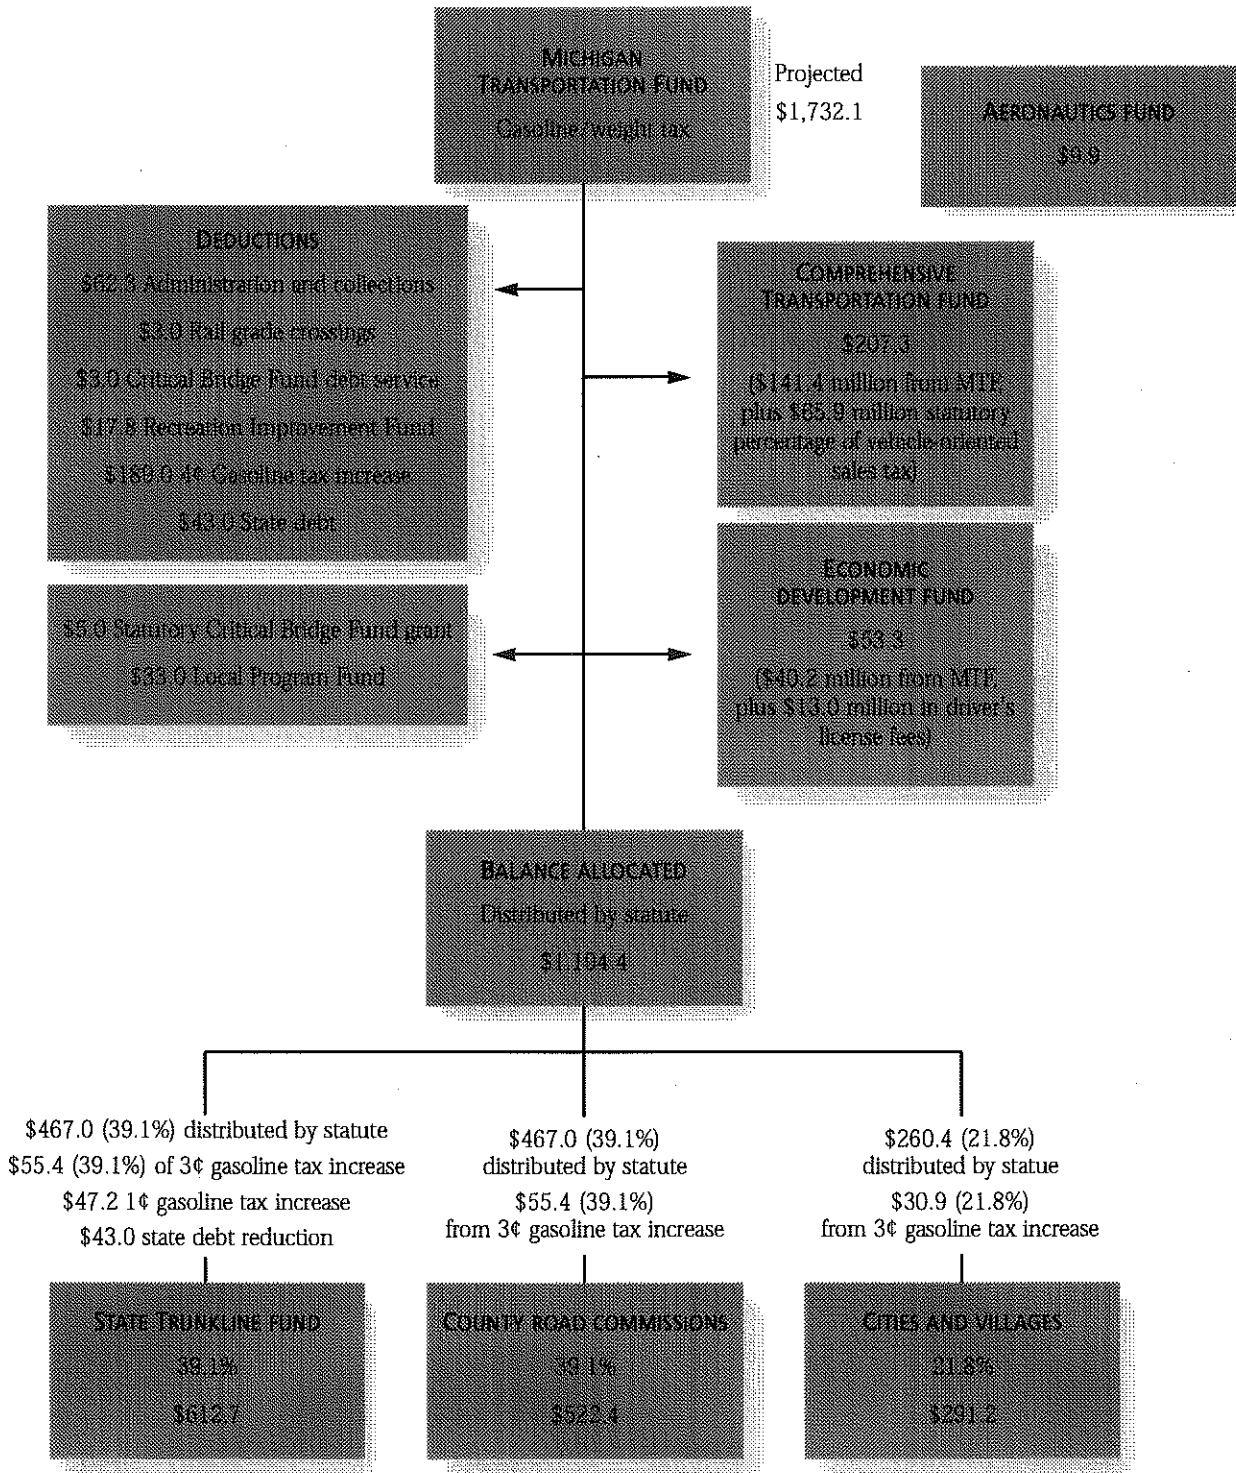 MICHIGAN
TRANSPORTATION FUND
Gasoline/weight tax
Projected
$1,732.1
AERONAUTICS FUND
$9.9
DEDUCTIONS
$62.3 Administration and collections
$3.0 Rail grade crossings
$3.0 Critical Bridge Fund debt service
$17.8 Recreation Improvement Fund
$189.0 4¢ Gasoline tax increase
$43.0 State debt
COMPREHENSIVE
TRANSPORTATION FUND
$207.3
($141.4 million from MTF,
plus $65.9 million statutory
percentage of vehicle-oriented
sales tax)
$5.0 Statutory Critical Bridge Fund grant
$33.0 Local Program Fund
ECONOMIC
DEVELOPMENT FUND
$53.3
($40.2 million from MTF,
plus $13.0 million in driver's
license fees)
BALANCE ALLOCATED
Distributed by statute
$1,194.4
$467.0 (39.1%) distributed by statute
$55.4 (39.1%) of 3¢ gasoline tax increase
$47.2 1¢ gasoline tax increase
$43.0 state debt reduction
$467.0 (39.1%)
distributed by statute
$55.4 (39.1%)
from 3¢ gasoline tax increase
$260.4 (21.8%)
distributed by statue
$30.9 (21.8%)
from 3¢ gasoline tax increase
STATE TRUNKLINE FUND
39.1%
$612.7
COUNTY ROAD COMMISSIONS
39.1%
$522.4
CITIES AND VILLAGES
21.8%
$291.2